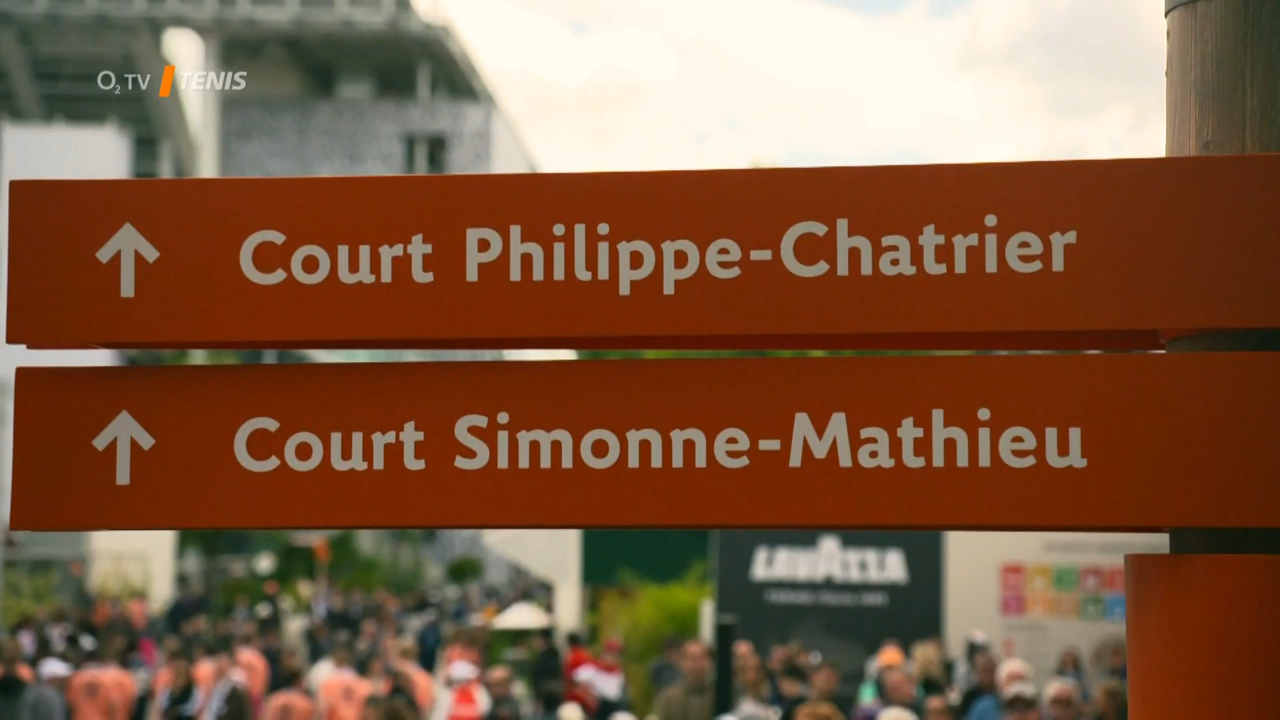 O2 TV TENIS
↑ Court Philippe-Chatrier
↑ Court Simonne-Mathieu
LAVAZZA